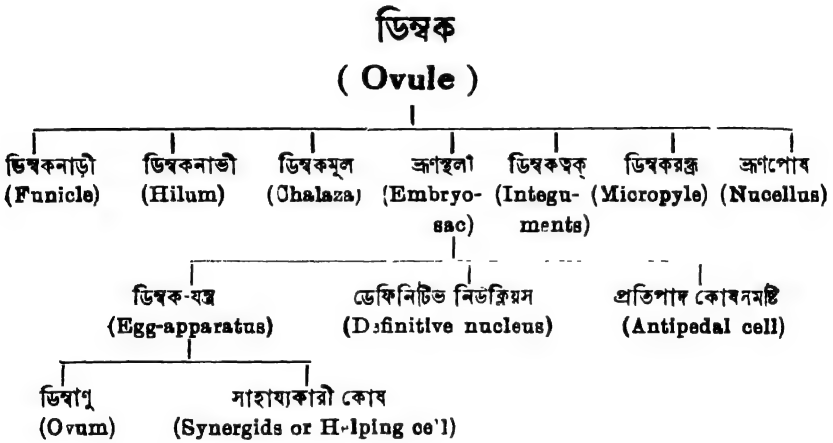 ডিম্বক
( Ovule )
ডিম্বকনাড়ী ডিম্বকনাভী ডিম্বকমূল ভ্রূণস্থলী ডিম্বকত্বক্ ডিম্বকরন্ধ্র ভ্রূণপোষ
(Funicle) (Hilum) (Chalaza) (Embryo- (Integu- (Micropyle) (Nucellus)
sac) ments)
ডিম্বক-যন্ত্র ডেফিনিটিভ নিউক্লিয়স প্রতিপাদ কোষসমষ্টি
(Egg-apparatus) (Definitive nucleus) (Antipedal cell)
ডিম্বাণু সাহায্যকারী কোষ
(Ovum) (Synergids or Helping cell)